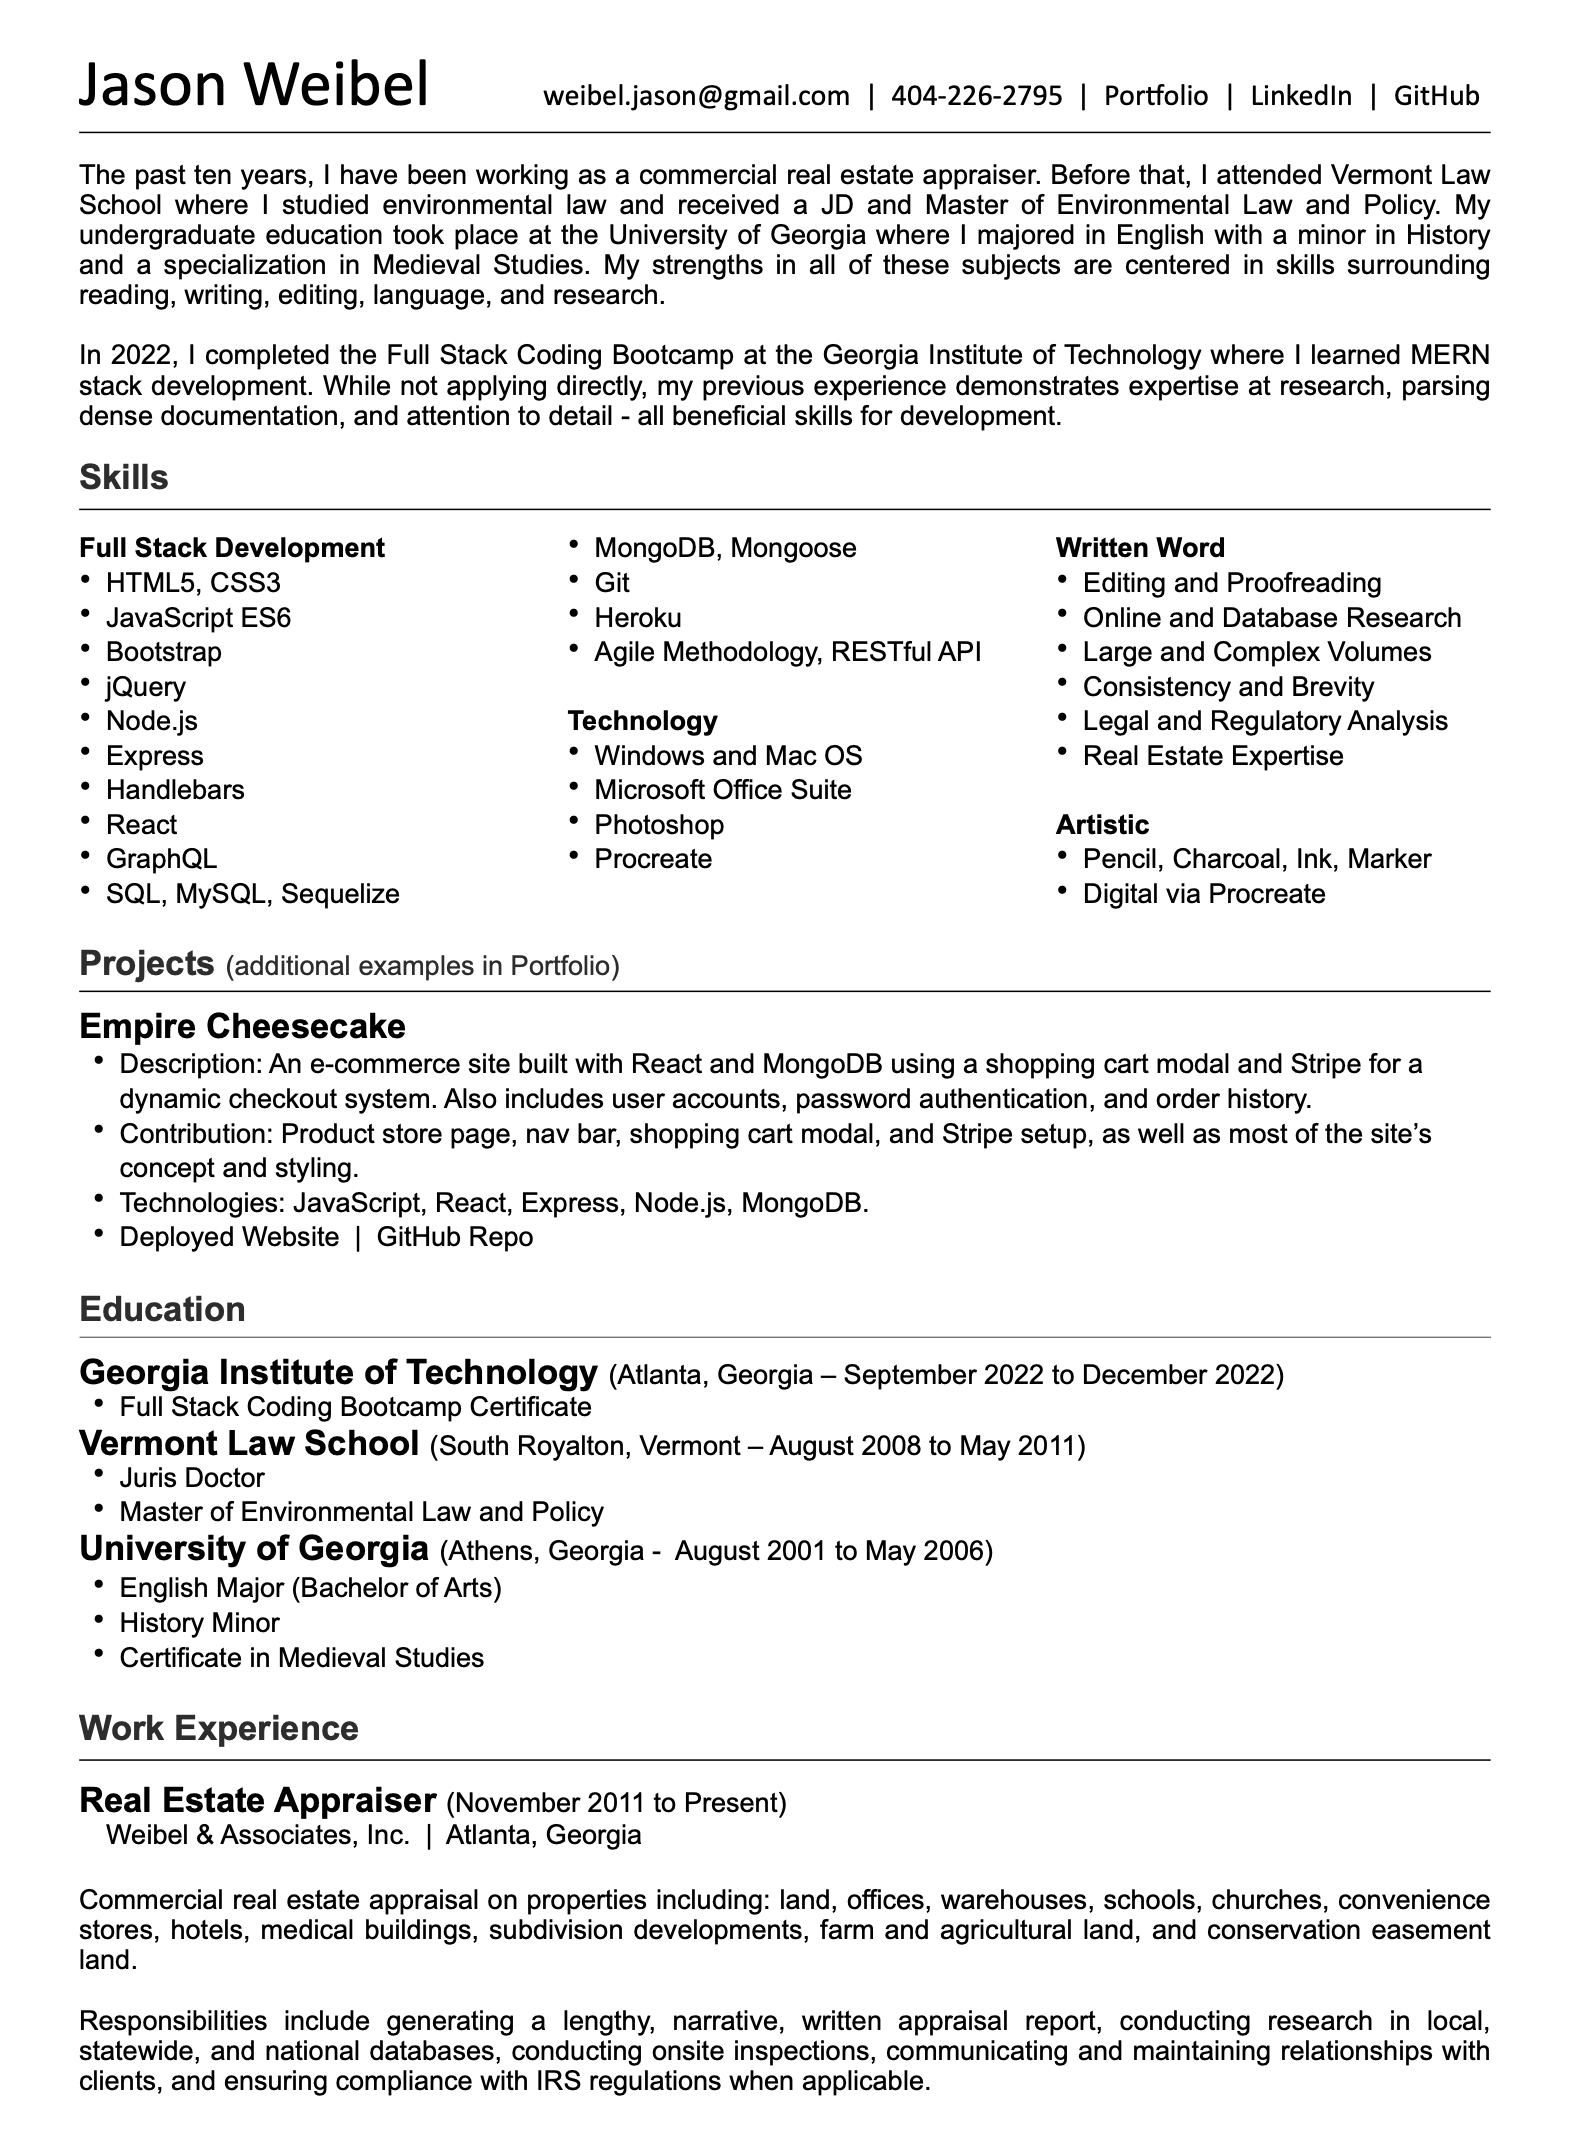 Jason Weibel
weibel.jason@gmail.com | 404-226-2795 | Portfolio | LinkedIn | GitHub
The past ten years, I have been working as a commercial real estate appraiser. Before that, I attended Vermont Law
School where I studied environmental law and received a JD and Master of Environmental Law and Policy. My
undergraduate education took place at the University of Georgia where I majored in English with a minor in History
and a specialization in Medieval Studies. My strengths in all of these subjects are centered in skills surrounding
reading, writing, editing, language, and research.
In 2022, I completed the Full Stack Coding Bootcamp at the Georgia Institute of Technology where I learned MERN
stack development. While not applying directly, my previous experience demonstrates expertise at research, parsing
dense documentation, and attention to detail - all beneficial skills for development.
Skills
Full Stack Development
• HTML5, CSS3
• JavaScript ES6
• Bootstrap
• jQuery
• Node.js
• Express
• Handlebars
• React
• GraphQL
• SQL, MySQL, Sequelize
• MongoDB, Mongoose
• Git
• Heroku
• Agile Methodology, RESTful API
Technology
• Windows and Mac OS
• Microsoft Office Suite
• Photoshop
• Procreate
Written Word
• Editing and Proofreading
• Online and Database Research
• Large and Complex Volumes
• Consistency and Brevity
• Legal and Regulatory Analysis
• Real Estate Expertise
Artistic
• Pencil, Charcoal, Ink, Marker
• Digital via Procreate
Projects (additional examples in Portfolio)
Empire Cheesecake
• Description: An e-commerce site built with React and MongoDB using a shopping cart modal and Stripe for a
dynamic checkout system. Also includes user accounts, password authentication, and order history.
• Contribution: Product store page, nav bar, shopping cart modal, and Stripe setup, as well as most of the site’s
concept and styling.
• Technologies: JavaScript, React, Express, Node.js, MongoDB.
• Deployed Website | GitHub Repo
Education
Georgia Institute of Technology (Atlanta, Georgia – September 2022 to December 2022)
• Full Stack Coding Bootcamp Certificate
Vermont Law School (South Royalton, Vermont – August 2008 to May 2011)
• Juris Doctor
• Master of Environmental Law and Policy
University of Georgia (Athens, Georgia - August 2001 to May 2006)
• English Major (Bachelor of Arts)
• History Minor
• Certificate in Medieval Studies
Work Experience
Real Estate Appraiser (November 2011 to Present)
Weibel & Associates, Inc. | Atlanta, Georgia
Commercial real estate appraisal on properties including: land, offices, warehouses, schools, churches, convenience
stores, hotels, medical buildings, subdivision developments, farm and agricultural land, and conservation easement
land.
Responsibilities include generating a lengthy, narrative, written appraisal report, conducting research in local,
statewide, and national databases, conducting onsite inspections, communicating and maintaining relationships with
clients, and ensuring compliance with IRS regulations when applicable.